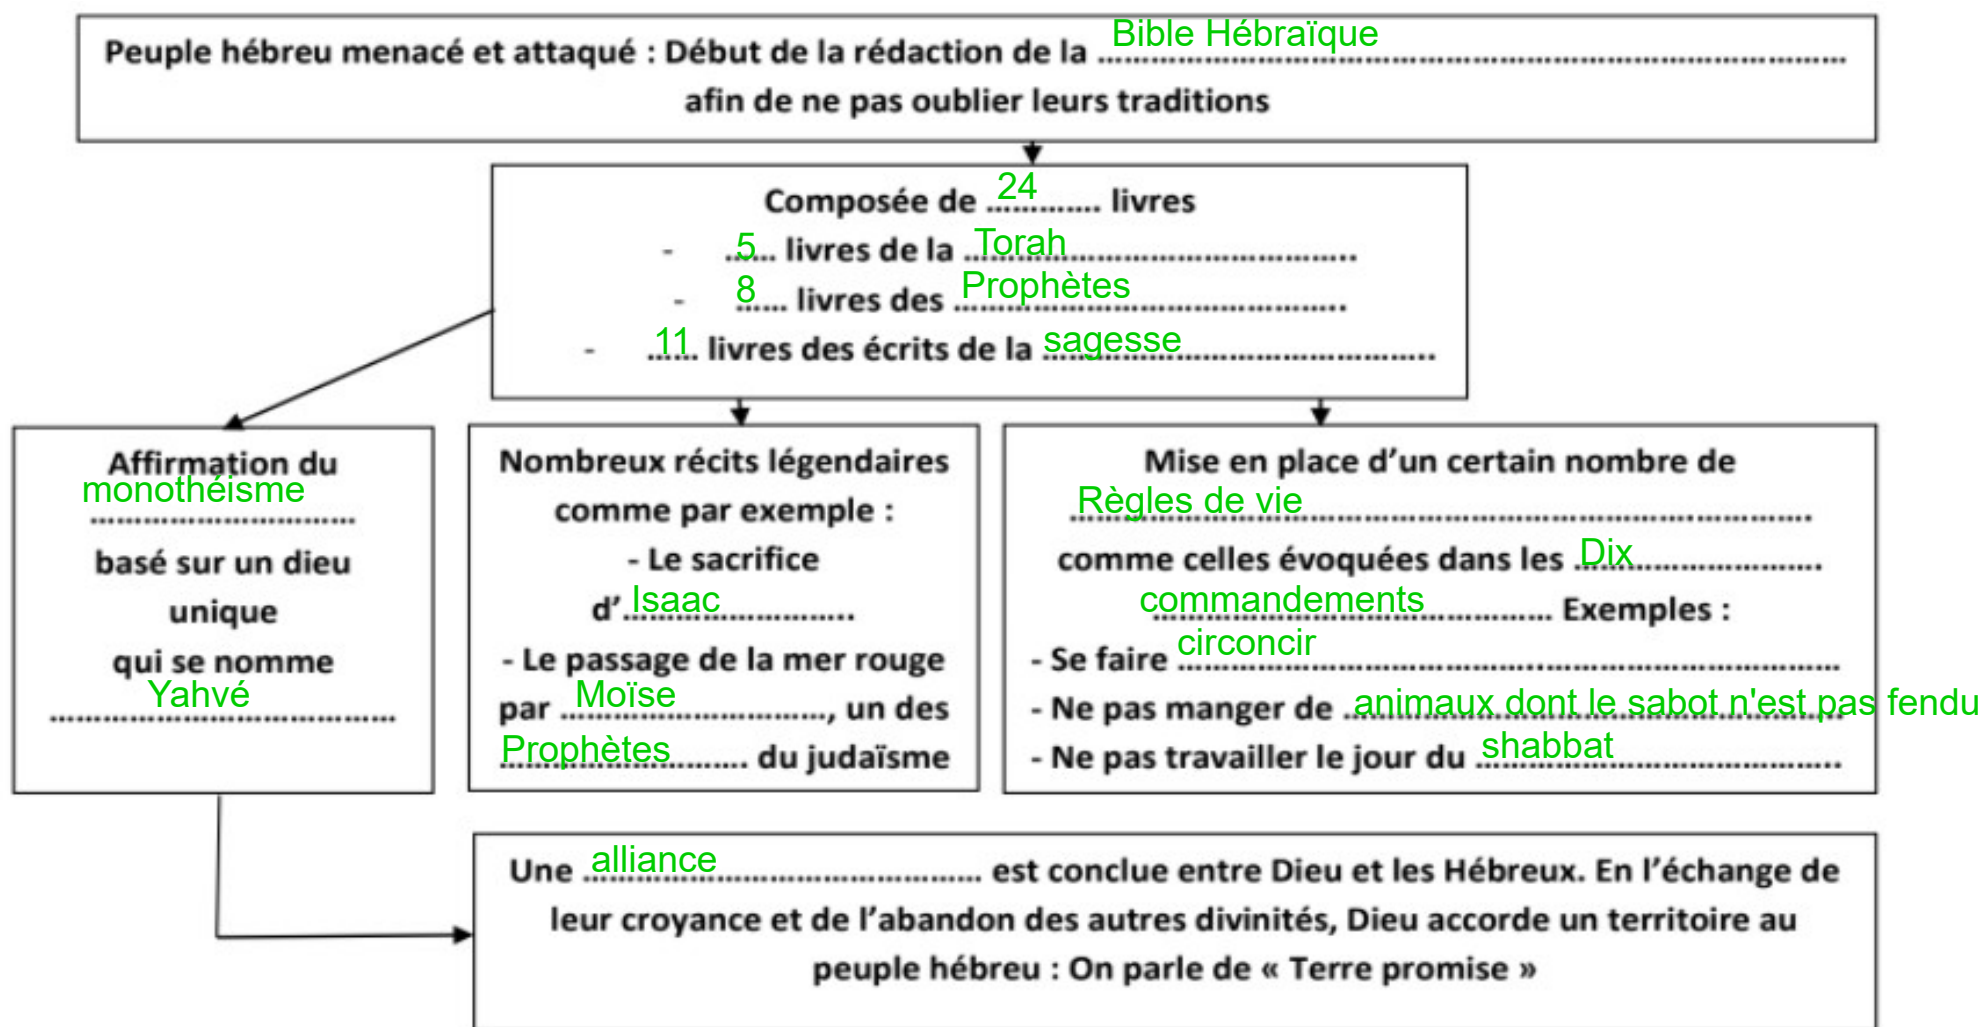 Peuple hébreu menacé et attaqué : Début de la rédaction de la Bible Hébraïque
afin de ne pas oublier leurs traditions
Composée de 24 livres
- 5 livres de la Torah
- 8 livres des Prophètes
- 11 livres des écrits de la sagesse
Affirmation du
monothéisme
basé sur un dieu
unique
qui se nomme
Yahvé
Nombreux récits légendaires
comme par exemple :
- Le sacrifice
d' Isaac
- Le passage de la mer rouge
par Moïse, un des
Prophètes du judaïsme
Mise en place d'un certain nombre de
Règles de vie
comme celles évoquées dans les Dix
commandements Exemples :
- Se faire circoncir
- Ne pas manger de animaux dont le sabot n'est pas fendu
- Ne pas travailler le jour du shabbat
Une alliance est conclue entre Dieu et les Hébreux. En l'échange de
leur croyance et de l'abandon des autres divinités, Dieu accorde un territoire au
peuple hébreu : On parle de « Terre promise »